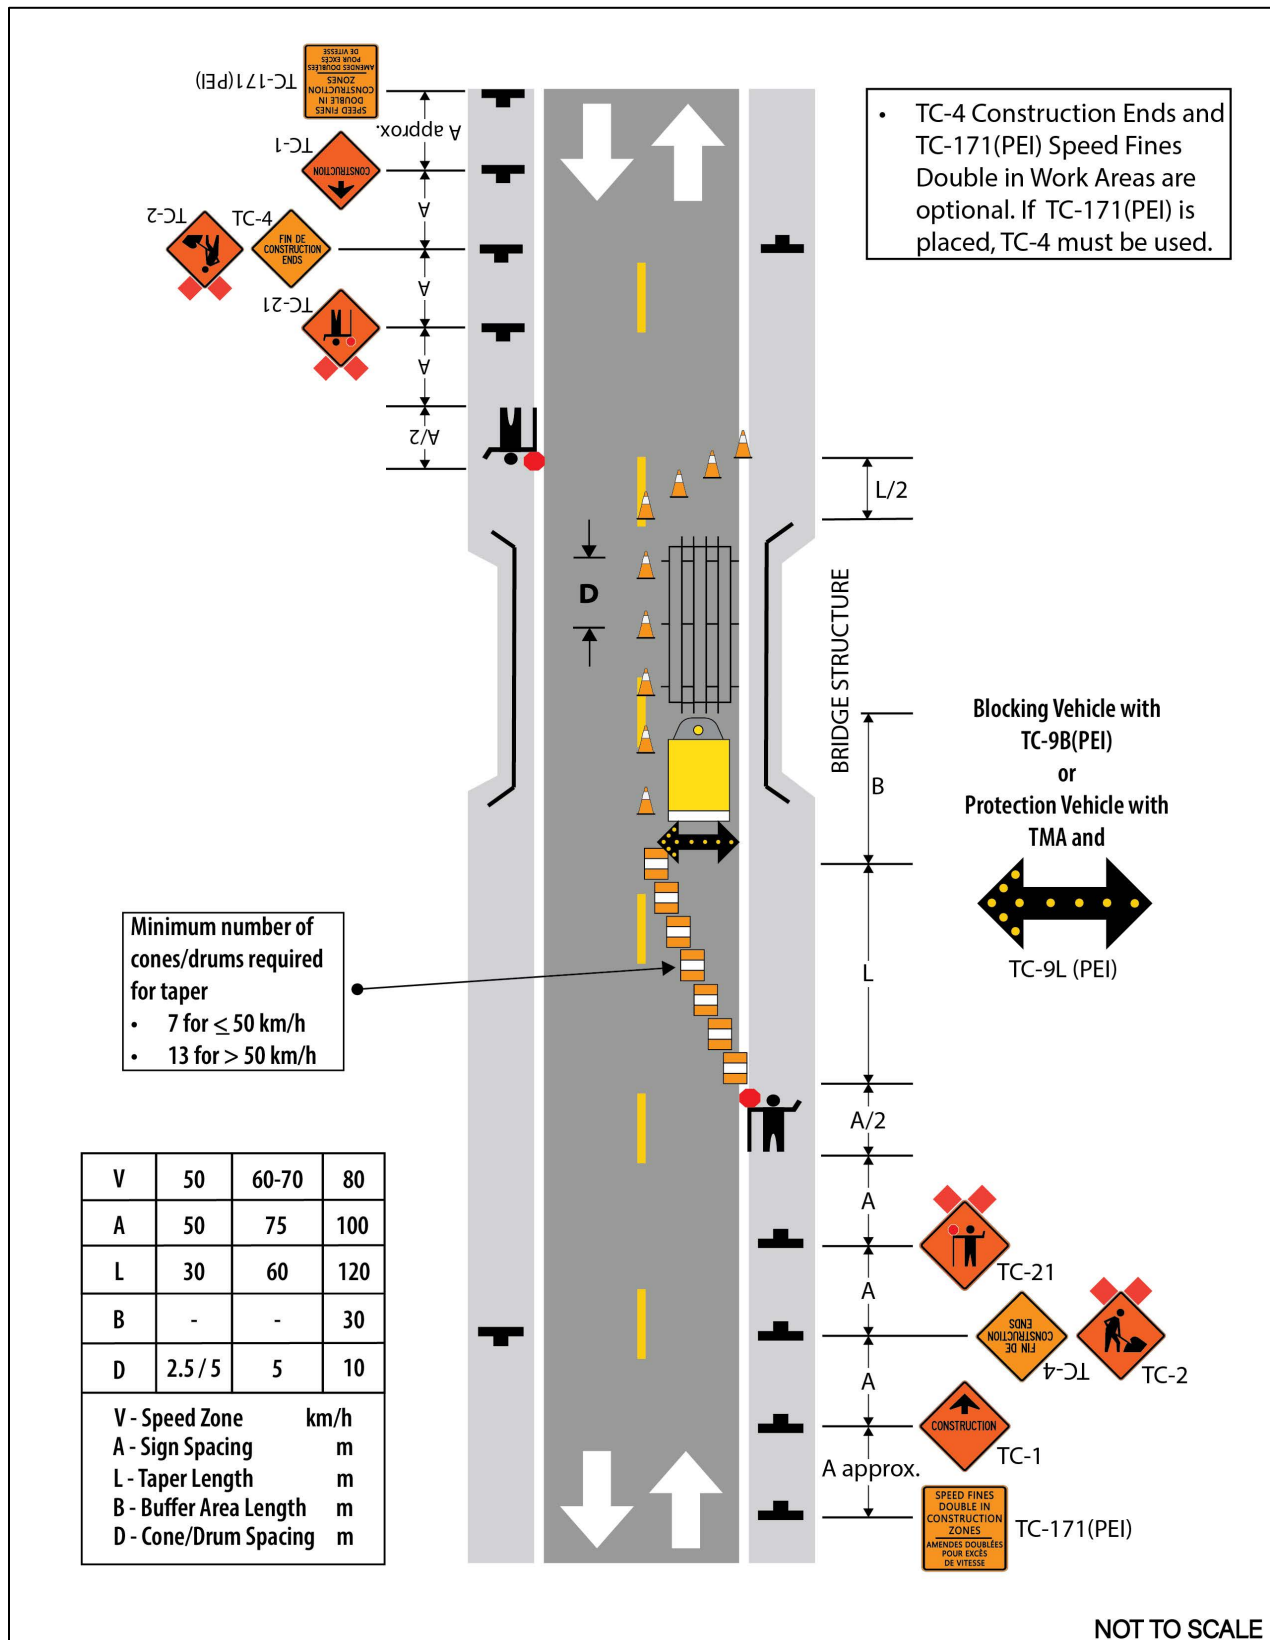 SPEED FINES
DOUBLE IN
CONSTRUCTION
ZONES
AMENDES DOUBLÉES
POUR EXCÈS
DE VITESSE
TC-171(PEI)
A approx.
TC-1
CONSTRUCTION
A
TC-2
TC-4
FIN DE
CONSTRUCTION
ENDS
A
TC-21
A
A/2
• TC-4 Construction Ends and
TC-171(PEI) Speed Fines
Double in Work Areas are
optional. If TC-171(PEI) is
placed, TC-4 must be used.
L/2
D
BRIDGE STRUCTURE
B
Blocking Vehicle with
TC-9B(PEI)
or
Protection Vehicle with
TMA and
TC-9L (PEI)
L
Minimum number of
cones/drums required
for taper
• 7 for ≤ 50 km/h
• 13 for > 50 km/h
A/2
A
TC-21
A
FIN DE
CONSTRUCTION
ENDS
TC-4
TC-2
A
CONSTRUCTION
TC-1
A approx.
SPEED FINES
DOUBLE IN
CONSTRUCTION
ZONES
AMENDES DOUBLÉES
POUR EXCÈS
DE VITESSE
TC-171(PEI)
V 50 60-70 80
A 50 75 100
L 30 60 120
B - - 30
D 2.5 / 5 5 10
V - Speed Zone km/h
A - Sign Spacing m
L - Taper Length m
B - Buffer Area Length m
D - Cone/Drum Spacing m
NOT TO SCALE